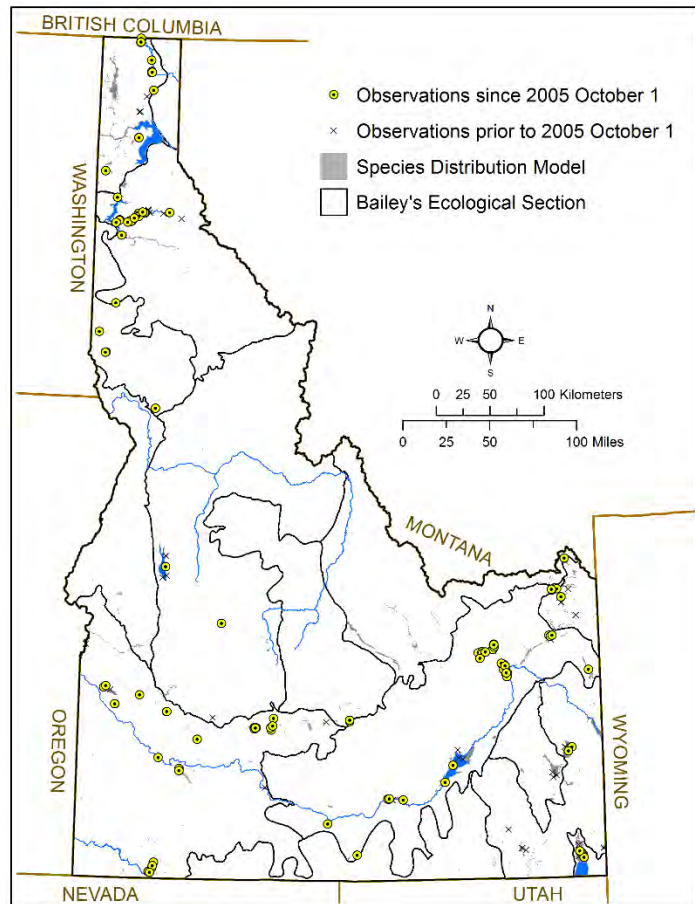 BRITISH COLUMBIA
Observations since 2005 October 1
Observations prior to 2005 October 1
Species Distribution Model
Bailey's Ecological Section
WASHINGTON
N
W E
S
0 25 50 100 Kilometers
0 25 50 100 Miles
MONTANA
OREGON
WYOMING
NEVADA
UTAH